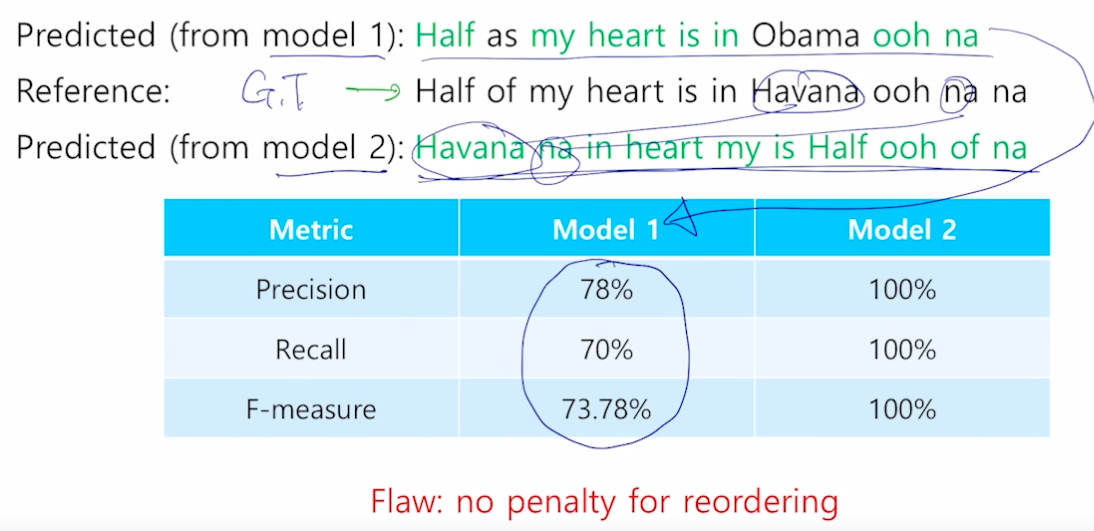 Predicted (from model 1): Half as my heart is in Obama ooh na
Reference: G.T → Half of my heart is in Havana ooh na na
Predicted (from model 2): Havana na in heart my is Half ooh of na
Metric Model 1 Model 2
Precision 78% 100%
Recall 70% 100%
F-measure 73.78% 100%
Flaw: no penalty for reordering